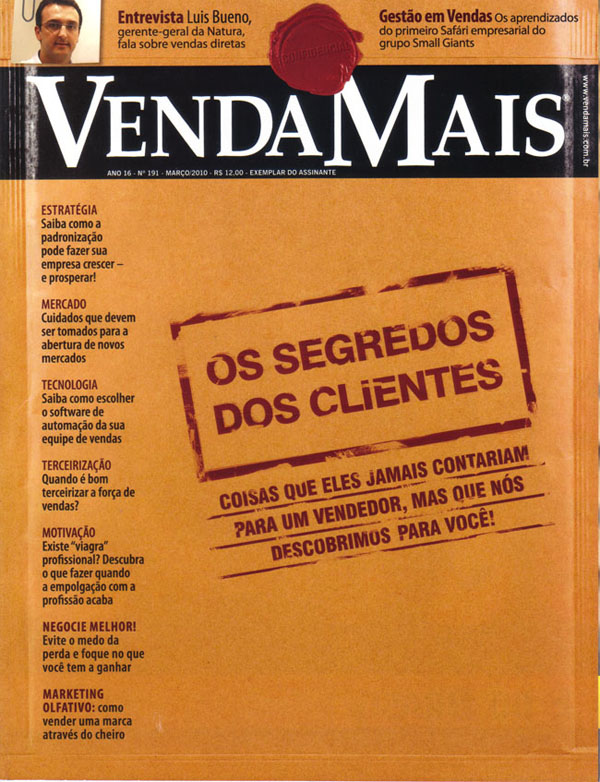 Entrevista Luis Bueno,
gerente-geral da Natura,
fala sobre vendas diretas
CONFIDENCIAL
Gestão em Vendas Os aprendizados
do primeiro Safári empresarial do
grupo Small Giants
VENDAMAIS®
www.vendamais.com.br
ANO 16 - Nº 191 - MARÇO/2010 - R$ 12,00 - EXEMPLAR DO ASSINANTE
ESTRATÉGIA
Saiba como a
padronização
pode fazer sua
empresa crescer –
e prosperar!
MERCADO
Cuidados que devem
ser tomados para a
abertura de novos
mercados
TECNOLOGIA
Saiba como escolher
o software de
automação da sua
equipe de vendas
TERCEIRIZAÇÃO
Quando é bom
terceirizar a força de
vendas?
MOTIVAÇÃO
Existe “viagra”
profissional? Descubra
o que fazer quando
a empolgação com a
profissão acaba
NEGOCIE MELHOR!
Evite o medo da
perda e foque no que
você tem a ganhar
MARKETING
OLFATIVO: como
vender uma marca
através do cheiro
OS SEGREDOS
DOS CLIENTES
COISAS QUE ELES JAMAIS CONTARIAM
PARA UM VENDEDOR, MAS QUE NÓS
DESCOBRIMOS PARA VOCÊ!